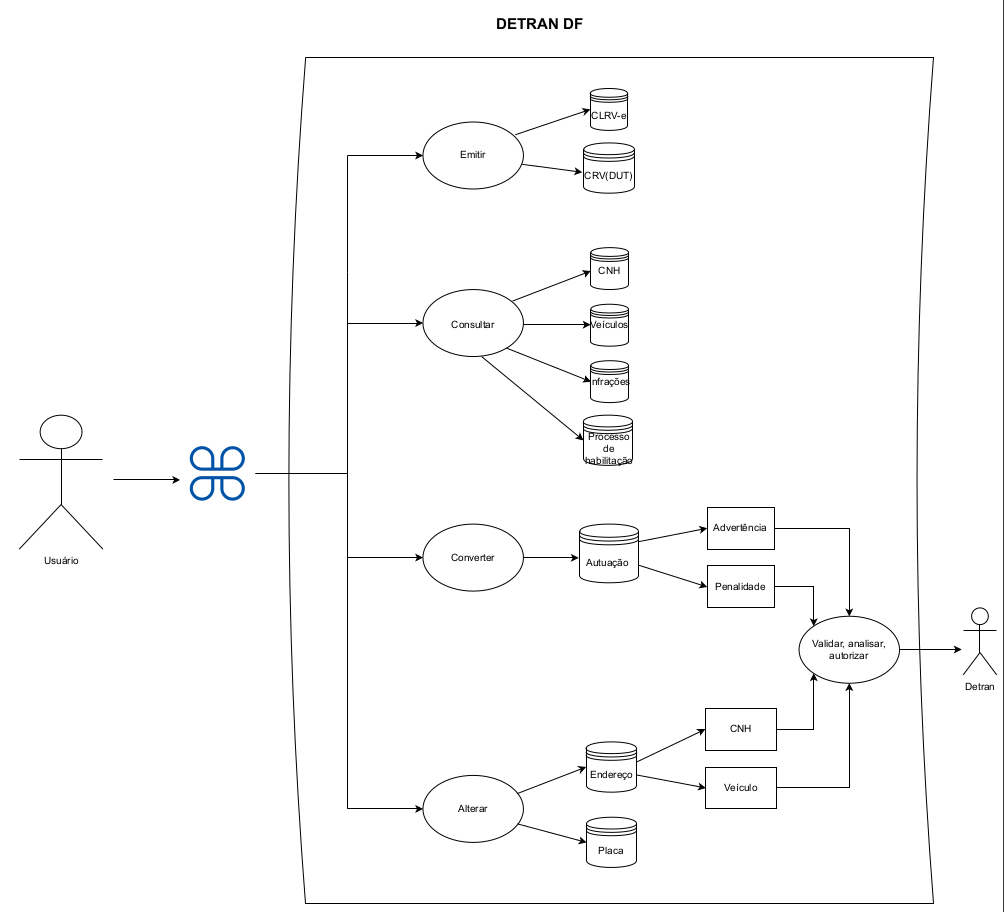 DETRAN DF
CLRV-e
Emitir
CRV(DUT)
CNH
Consultar
Veículos
Infrações
Processo
de
habilitação
Usuário
Advertência
Converter
Autuação
Penalidade
Validar, analisar,
autorizar
Detran
CNH
Endereço
Veículo
Alterar
Placa